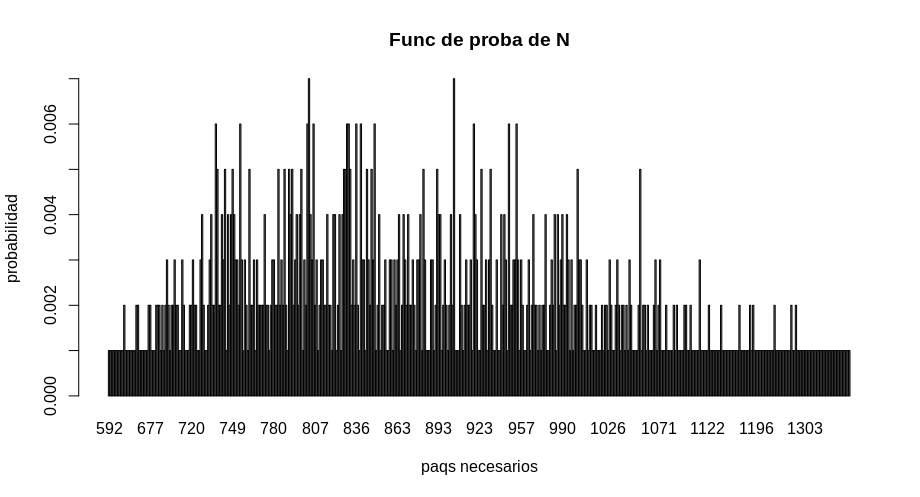 Func de proba de N
probabilidad
0.006
0.004
0.002
0.000
592 677 720 749 780 807 836 863 893 923 957 990 1026 1071 1122 1196 1303
paqs necesarios